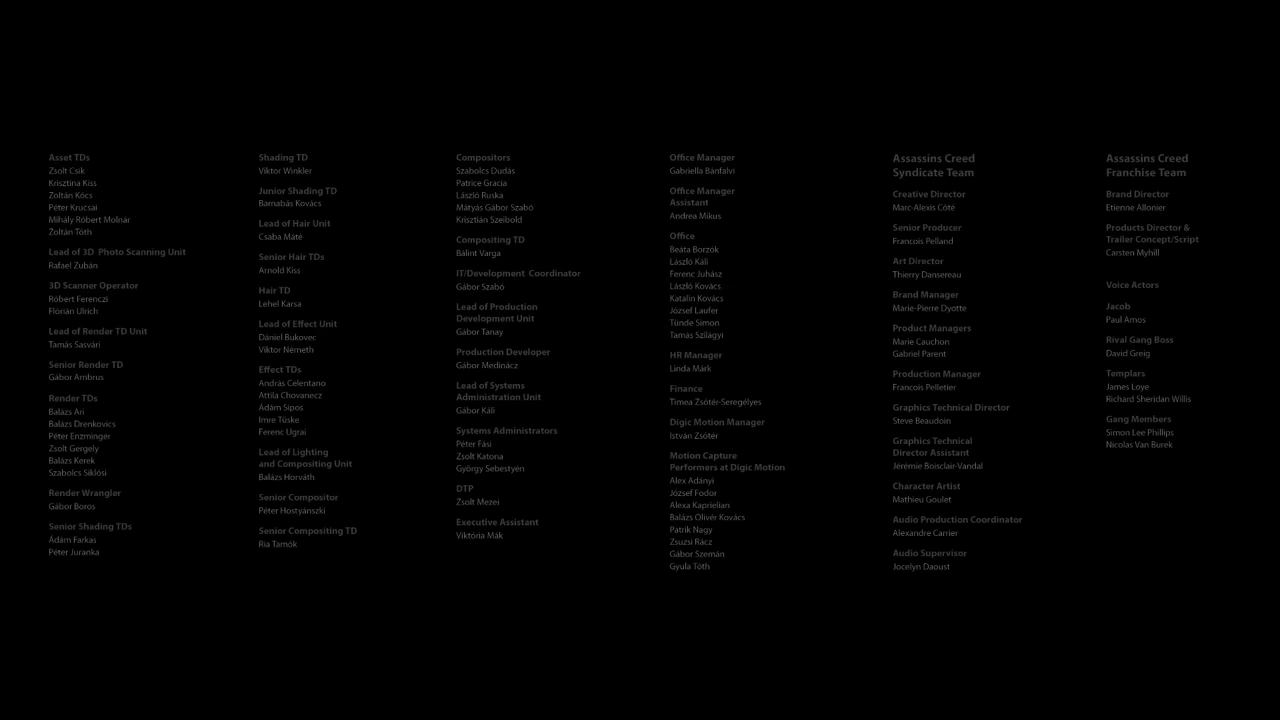 Asset TDs
Zsolt Csík
Krisztina Kiss
Zoltán Kócs
Péter Krucsai
Mihály Róbert Molnár
Zoltán Tóth
Lead of 3D Photo Scanning Unit
Rafael Zubán
3D Scanner Operator
Róbert Ferenczi
Flórián Ulrich
Lead of Render TD Unit
Tamás Sasvári
Senior Render TD
Gábor Ambrus
Render TDs
Balázs Ari
Balázs Drenkovics
Péter Enzminger
Zsolt Gergely
Balázs Kerek
Szabolcs Siklósi
Render Wrangler
Gábor Boros
Senior Shading TDs
Ádám Farkas
Péter Juranka
Shading TD
Viktor Winkler
Junior Shading TD
Barnabás Kovács
Lead of Hair Unit
Csaba Máté
Senior Hair TDs
Arnold Kiss
Hair TD
Lehel Karsa
Lead of Effect Unit
Dániel Bukovec
Viktor Németh
Effect TDs
András Celentano
Attila Chovanecz
Ádám Sipos
Imre Tüske
Ferenc Ugrai
Lead of Lighting
and Compositing Unit
Balázs Horváth
Senior Compositor
Péter Hostyánszki
Senior Compositing TD
Ria Tamók
Compositors
Szabolcs Dudás
Patrice Gracia
László Ruska
Mátyás Gábor Szabó
Krisztián Szeibold
Compositing TD
Bálint Varga
IT/Development Coordinator
Gábor Szabó
Lead of Production
Development Unit
Gábor Tanay
Production Developer
Gábor Medinácz
Lead of Systems
Administration Unit
Gábor Káli
Systems Administrators
Péter Fási
Zsolt Katona
György Sebestyén
DTP
Zsolt Mezei
Executive Assistant
Viktória Mák
Office Manager
Gabriella Bánfalvi
Office Manager
Assistant
Andrea Mikus
Office
Beáta Borzók
László Káli
Ferenc Juhász
László Kovács
Katalin Kovács
József Laufer
Tünde Simon
Tamás Szilágyi
HR Manager
Linda Márk
Finance
Timea Zsótér-Seregélyes
Digic Motion Manager
István Zsótér
Motion Capture
Performers at Digic Motion
Alex Adányi
József Fodor
Alexa Kaprielian
Balázs Olivér Kovács
Patrik Nagy
Zsuzsi Rácz
Gábor Szemán
Gyula Tóth
Assassins Creed
Syndicate Team
Creative Director
Marc-Alexis Côté
Senior Producer
Francois Pelland
Art Director
Thierry Dansereau
Brand Manager
Marie-Pierre Dyotte
Product Managers
Marie Cauchon
Gabriel Parent
Production Manager
Francois Pelletier
Graphics Technical Director
Steve Beaudoin
Graphics Technical
Director Assistant
Jérémie Boisclair-Vandal
Character Artist
Mathieu Goulet
Audio Production Coordinator
Alexandre Carrier
Audio Supervisor
Jocelyn Daoust
Assassins Creed
Franchise Team
Brand Director
Etienne Allonier
Products Director &
Trailer Concept/Script
Carsten Myhill
Voice Actors
Jacob
Paul Amos
Rival Gang Boss
David Greig
Templars
James Loye
Richard Sheridan Willis
Gang Members
Simon Lee Phillips
Nicolas Van Burek